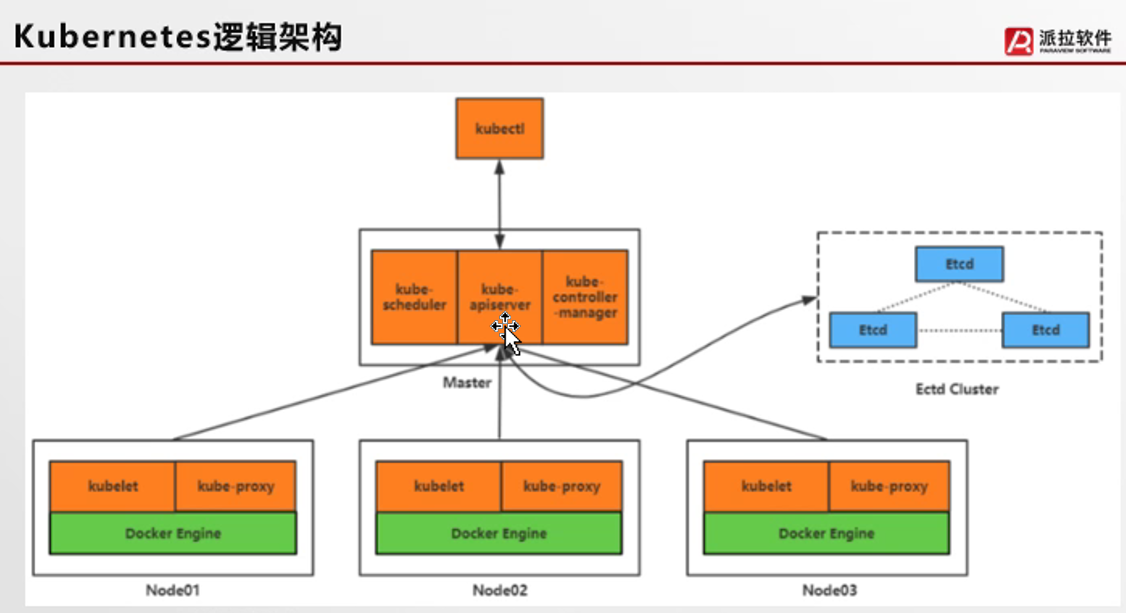 Kubernetes逻辑架构
派拉软件
PARAVIEW SOFTWARE
kubectl
kube-
scheduler
kube-
apiserver
kube-
controller
-manager
Master
Etcd
Etcd
Etcd
Ectd Cluster
kubelet
kube-proxy
Docker Engine
Node01
kubelet
kube-proxy
Docker Engine
Node02
kubelet
kube-proxy
Docker Engine
Node03